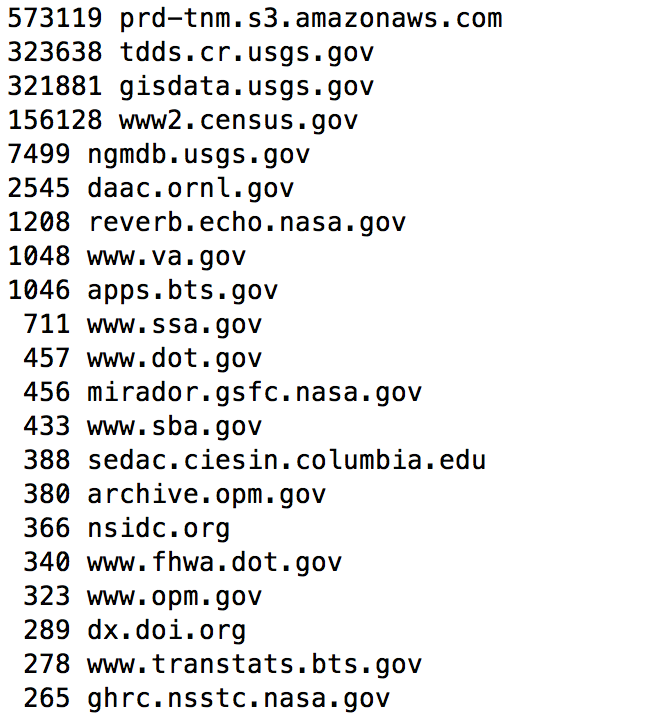 573119 prd-tnm.s3.amazonaws.com
323638 tdds.cr.usgs.gov
321881 gisdata.usgs.gov
156128 www2.census.gov
7499 ngmdb.usgs.gov
2545 daac.ornl.gov
1208 reverb.echo.nasa.gov
1048 www.va.gov
1046 apps.bts.gov
711 www.ssa.gov
457 www.dot.gov
456 mirador.gsfc.nasa.gov
433 www.sba.gov
388 sedac.ciesin.columbia.edu
380 archive.opm.gov
366 nsidc.org
340 www.fhwa.dot.gov
323 www.opm.gov
289 dx.doi.org
278 www.transtats.bts.gov
265 ghrc.nsstc.nasa.gov